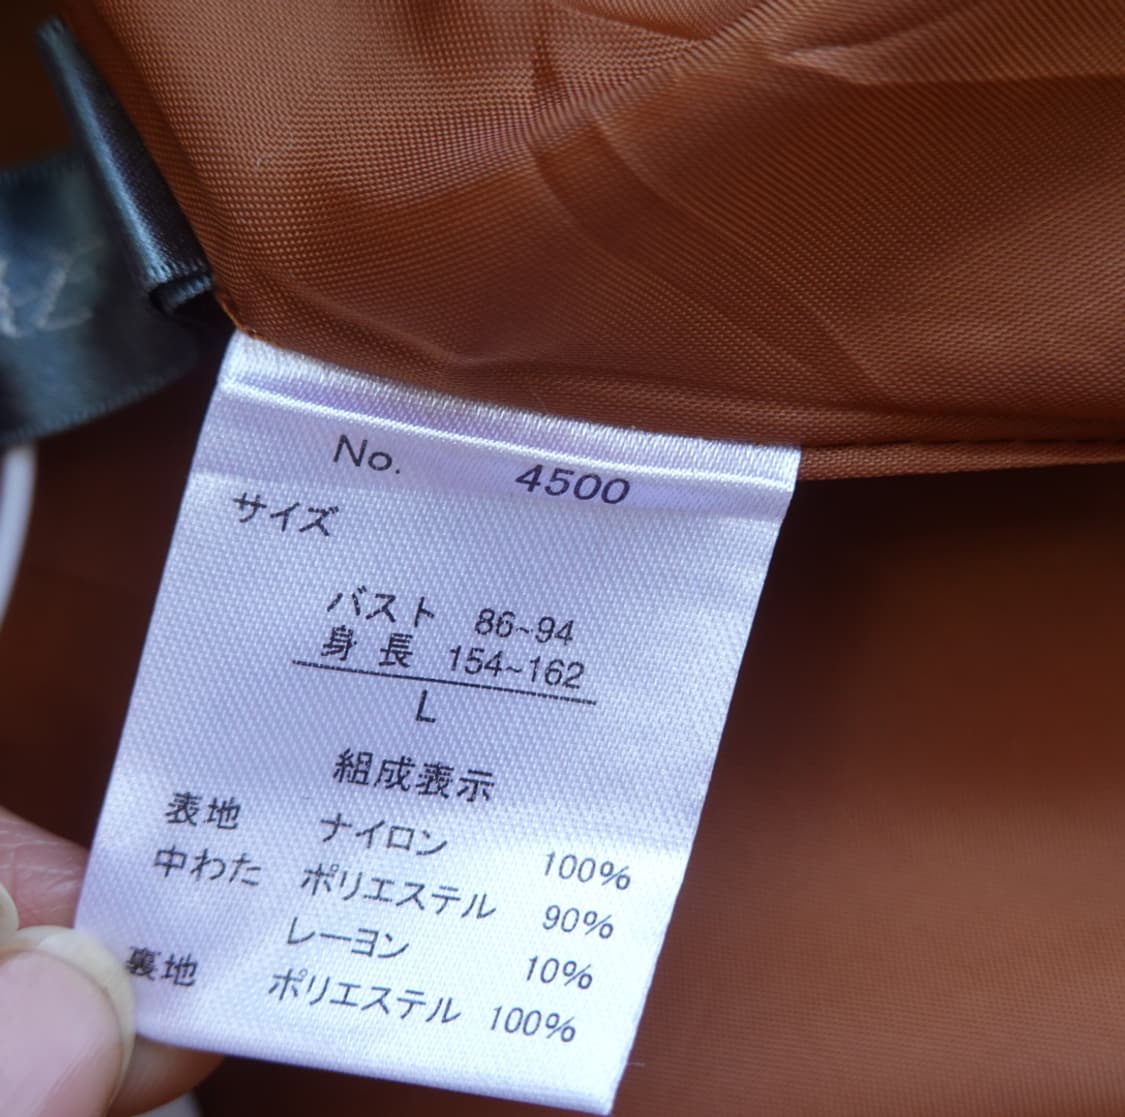 No. 4500
サイズ
バスト 86~94
身長 154~162
L
組成表示
表地 ナイロン 100%
中わた ポリエステル 90%
レーヨン 10%
裏地 ポリエステル 100%